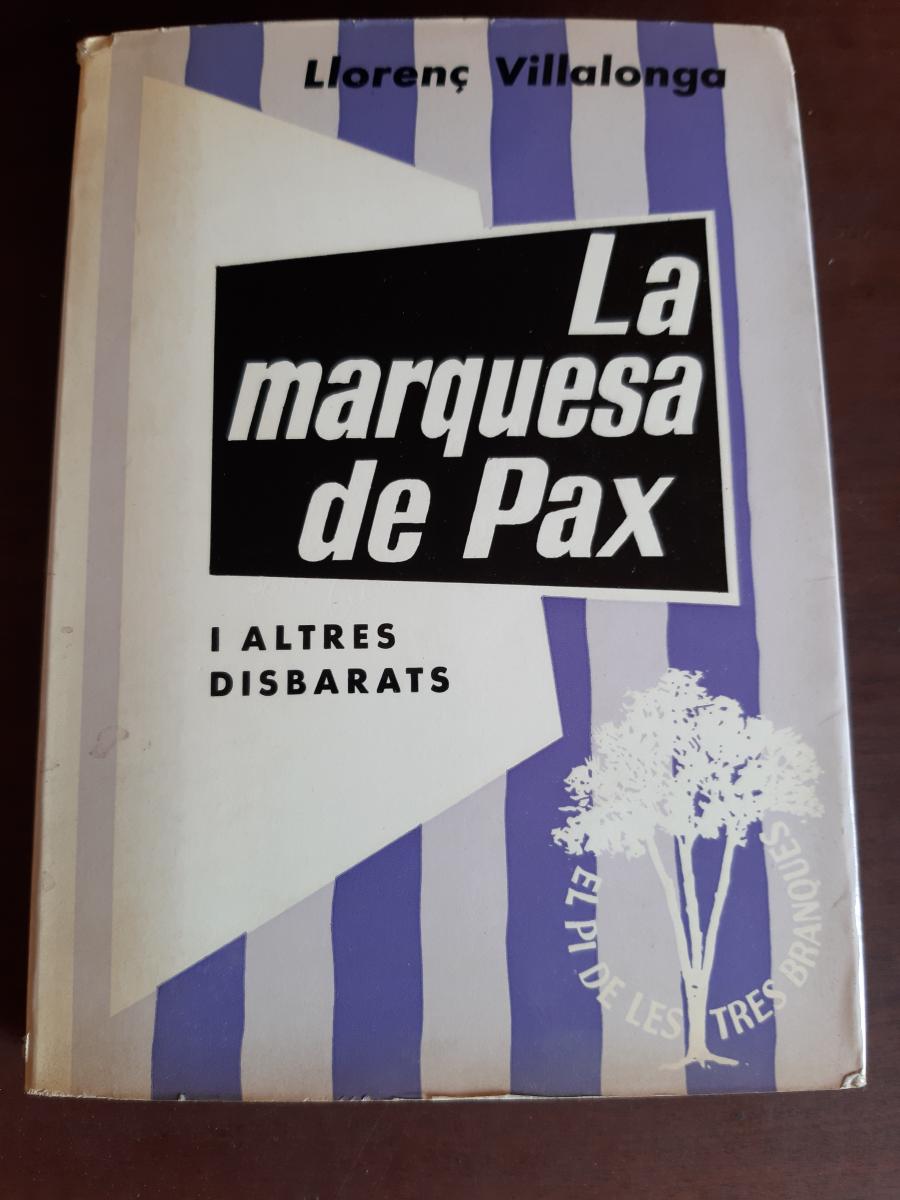 Llorenç Villalonga
La
marquesa
de Pax
I ALTRES
DISBARATS
EL PI DE LES TRES BRANQUES